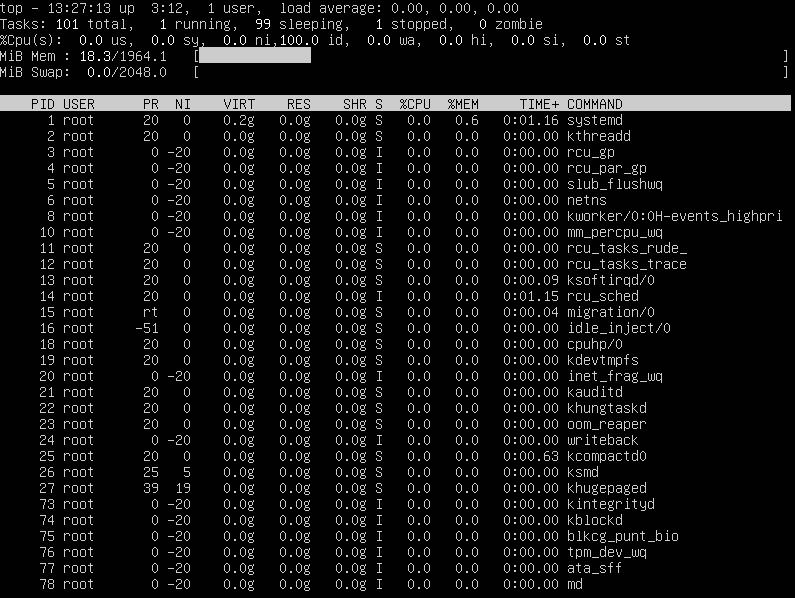 top - 13:27:13 up  3:12,  1 user,  load average: 0.00, 0.00, 0.00
Tasks: 101 total,   1 running,  99 sleeping,   1 stopped,   0 zombie
%Cpu(s):  0.0 us,  0.0 sy,  0.0 ni,100.0 id,  0.0 wa,  0.0 hi,  0.0 si,  0.0 st
MiB Mem : 18.3/1964.1   [ ]
MiB Swap:  0.0/2048.0   [ ]
PID USER      PR  NI    VIRT    RES    SHR S  %CPU  %MEM     TIME+ COMMAND
1 root      20   0    0.2g   0.0g   0.0g S   0.0   0.6   0:01.16 systemd
2 root      20   0    0.0g   0.0g   0.0g S   0.0   0.0   0:00.00 kthreadd
3 root       0 -20    0.0g   0.0g   0.0g I   0.0   0.0   0:00.00 rcu_gp
4 root       0 -20    0.0g   0.0g   0.0g I   0.0   0.0   0:00.00 rcu_par_gp
5 root       0 -20    0.0g   0.0g   0.0g I   0.0   0.0   0:00.00 slub_flushwq
6 root       0 -20    0.0g   0.0g   0.0g I   0.0   0.0   0:00.00 netns
8 root       0 -20    0.0g   0.0g   0.0g I   0.0   0.0   0:00.00 kworker/0:0H-events_highpri
10 root       0 -20    0.0g   0.0g   0.0g I   0.0   0.0   0:00.00 mm_percpu_wq
11 root      20   0    0.0g   0.0g   0.0g S   0.0   0.0   0:00.00 rcu_tasks_rude_
12 root      20   0    0.0g   0.0g   0.0g S   0.0   0.0   0:00.00 rcu_tasks_trace
13 root      20   0    0.0g   0.0g   0.0g S   0.0   0.0   0:00.09 ksoftirqd/0
14 root      20   0    0.0g   0.0g   0.0g I   0.0   0.0   0:01.15 rcu_sched
15 root      rt   0    0.0g   0.0g   0.0g S   0.0   0.0   0:00.04 migration/0
16 root     -51   0    0.0g   0.0g   0.0g S   0.0   0.0   0:00.00 idle_inject/0
18 root      20   0    0.0g   0.0g   0.0g S   0.0   0.0   0:00.00 cpuhp/0
19 root      20   0    0.0g   0.0g   0.0g S   0.0   0.0   0:00.00 kdevtmpfs
20 root       0 -20    0.0g   0.0g   0.0g I   0.0   0.0   0:00.00 inet_frag_wq
21 root      20   0    0.0g   0.0g   0.0g S   0.0   0.0   0:00.00 kauditd
22 root      20   0    0.0g   0.0g   0.0g S   0.0   0.0   0:00.00 khungtaskd
23 root      20   0    0.0g   0.0g   0.0g S   0.0   0.0   0:00.00 oom_reaper
24 root       0 -20    0.0g   0.0g   0.0g I   0.0   0.0   0:00.00 writeback
25 root      20   0    0.0g   0.0g   0.0g S   0.0   0.0   0:00.63 kcompactd0
26 root      25   5    0.0g   0.0g   0.0g S   0.0   0.0   0:00.00 ksmd
27 root      39  19    0.0g   0.0g   0.0g S   0.0   0.0   0:00.00 khugepaged
73 root       0 -20    0.0g   0.0g   0.0g I   0.0   0.0   0:00.00 kintegrityd
74 root       0 -20    0.0g   0.0g   0.0g I   0.0   0.0   0:00.00 kblockd
75 root       0 -20    0.0g   0.0g   0.0g I   0.0   0.0   0:00.00 blkcg_punt_bio
76 root       0 -20    0.0g   0.0g   0.0g I   0.0   0.0   0:00.00 tpm_dev_wq
77 root       0 -20    0.0g   0.0g   0.0g I   0.0   0.0   0:00.00 ata_sff
78 root       0 -20    0.0g   0.0g   0.0g I   0.0   0.0   0:00.00 md